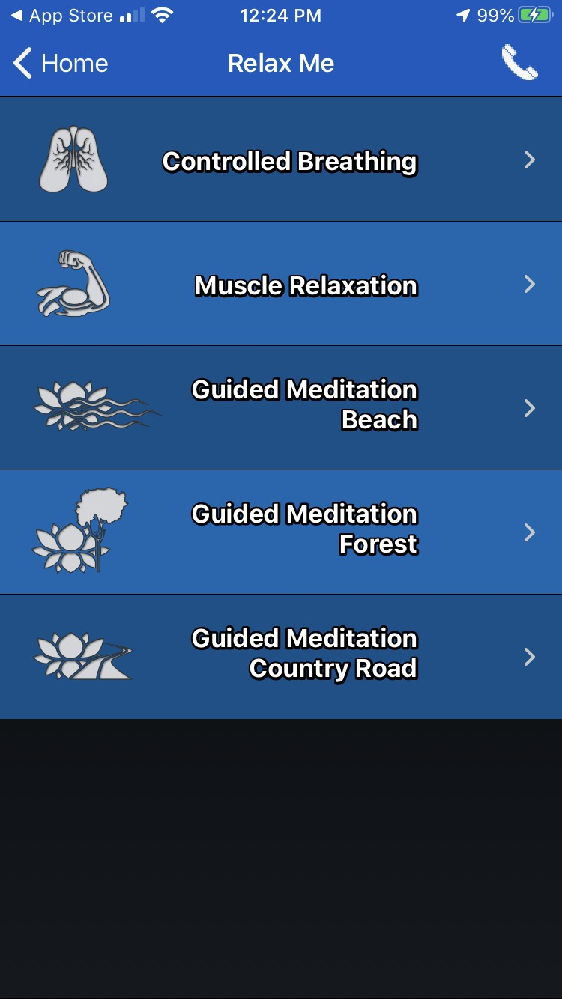 App Store
12:24 PM
99%
Home
Relax Me
Controlled Breathing
Muscle Relaxation
Guided Meditation
Beach
Guided Meditation
Forest
Guided Meditation
Country Road